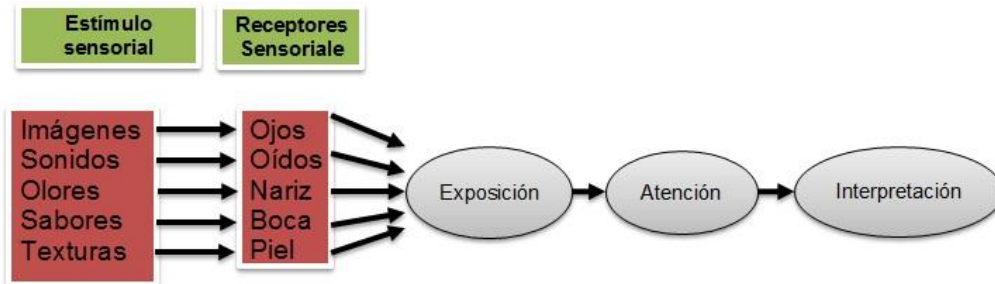 Estímulo
sensorial
Receptores
Sensoriale
Imágenes
Sonidos
Olores
Sabores
Texturas
Ojos
Oídos
Nariz
Boca
Piel
Exposición
Atención
Interpretación